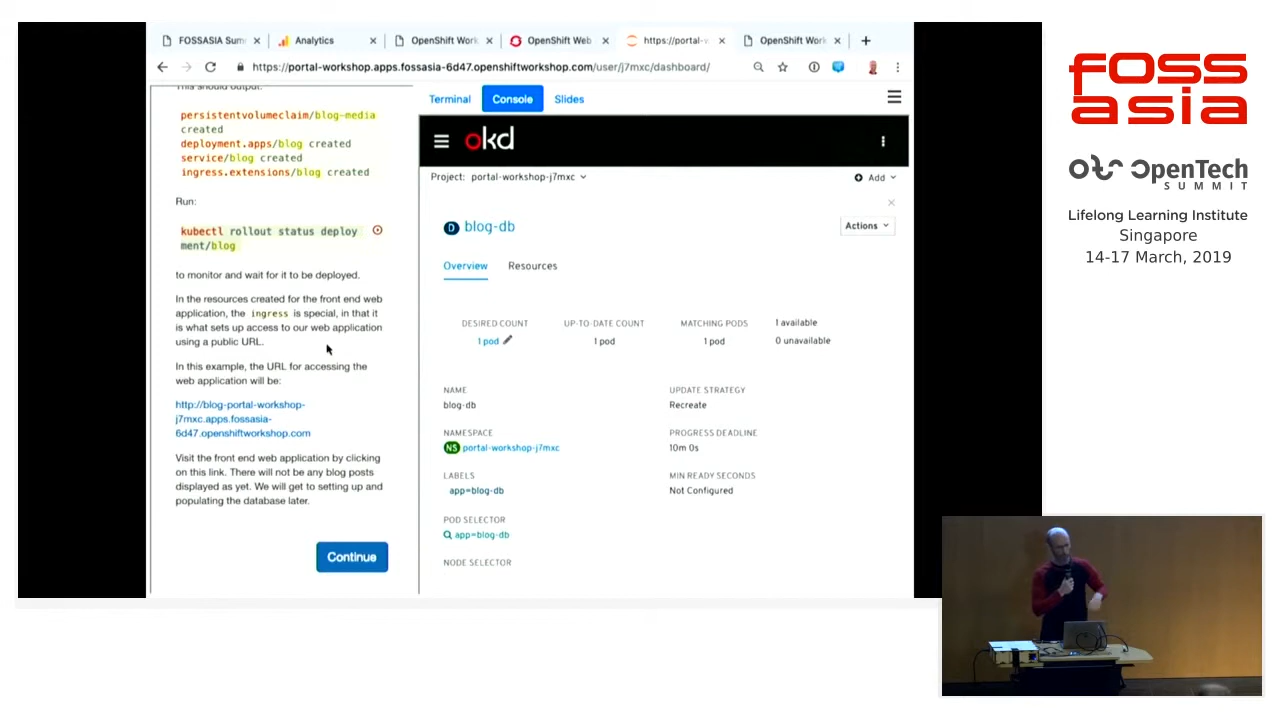 FOSSASIA Sum
Analytics
OpenShift Work
OpenShift Web
https://portal-v
OpenShift Work
https://portal-workshop.apps.fossasia-6d47.openshiftworkshop.com/user/j7mxc/dashboard/
This should output:
persistentvolumeclaim/blog-media
created
deployment.apps/blog created
service/blog created
ingress.extensions/blog created
Run:
kubectl rollout status deploy
ment/blog
to monitor and wait for it to be deployed.
In the resources created for the front end web
application, the ingress is special, in that it
is what sets up access to our web application
using a public URL.
In this example, the URL for accessing the
web application will be:
http://blog-portal-workshop-
j7mxc.apps.fossasia-
6d47.openshiftworkshop.com
Visit the front end web application by clicking
on this link. There will not be any blog posts
displayed as yet. We will get to setting up and
populating the database later.
Continue
Terminal Console Slides
okd
Project: portal-workshop-j7mxc
Add
D blog-db
Actions
Overview Resources
DESIRED COUNT
1 pod
UP-TO-DATE COUNT
1 pod
MATCHING PODS
1 pod
1 available
0 unavailable
NAME
blog-db
NAMESPACE
NS portal-workshop-j7mxc
LABELS
app=blog-db
POD SELECTOR
app=blog-db
NODE SELECTOR
UPDATE STRATEGY
Recreate
PROGRESS DEADLINE
10m 0s
MIN READY SECONDS
Not Configured
FOSS
asia
OpenTech
SUMMIT
Lifelong Learning Institute
Singapore
14-17 March, 2019